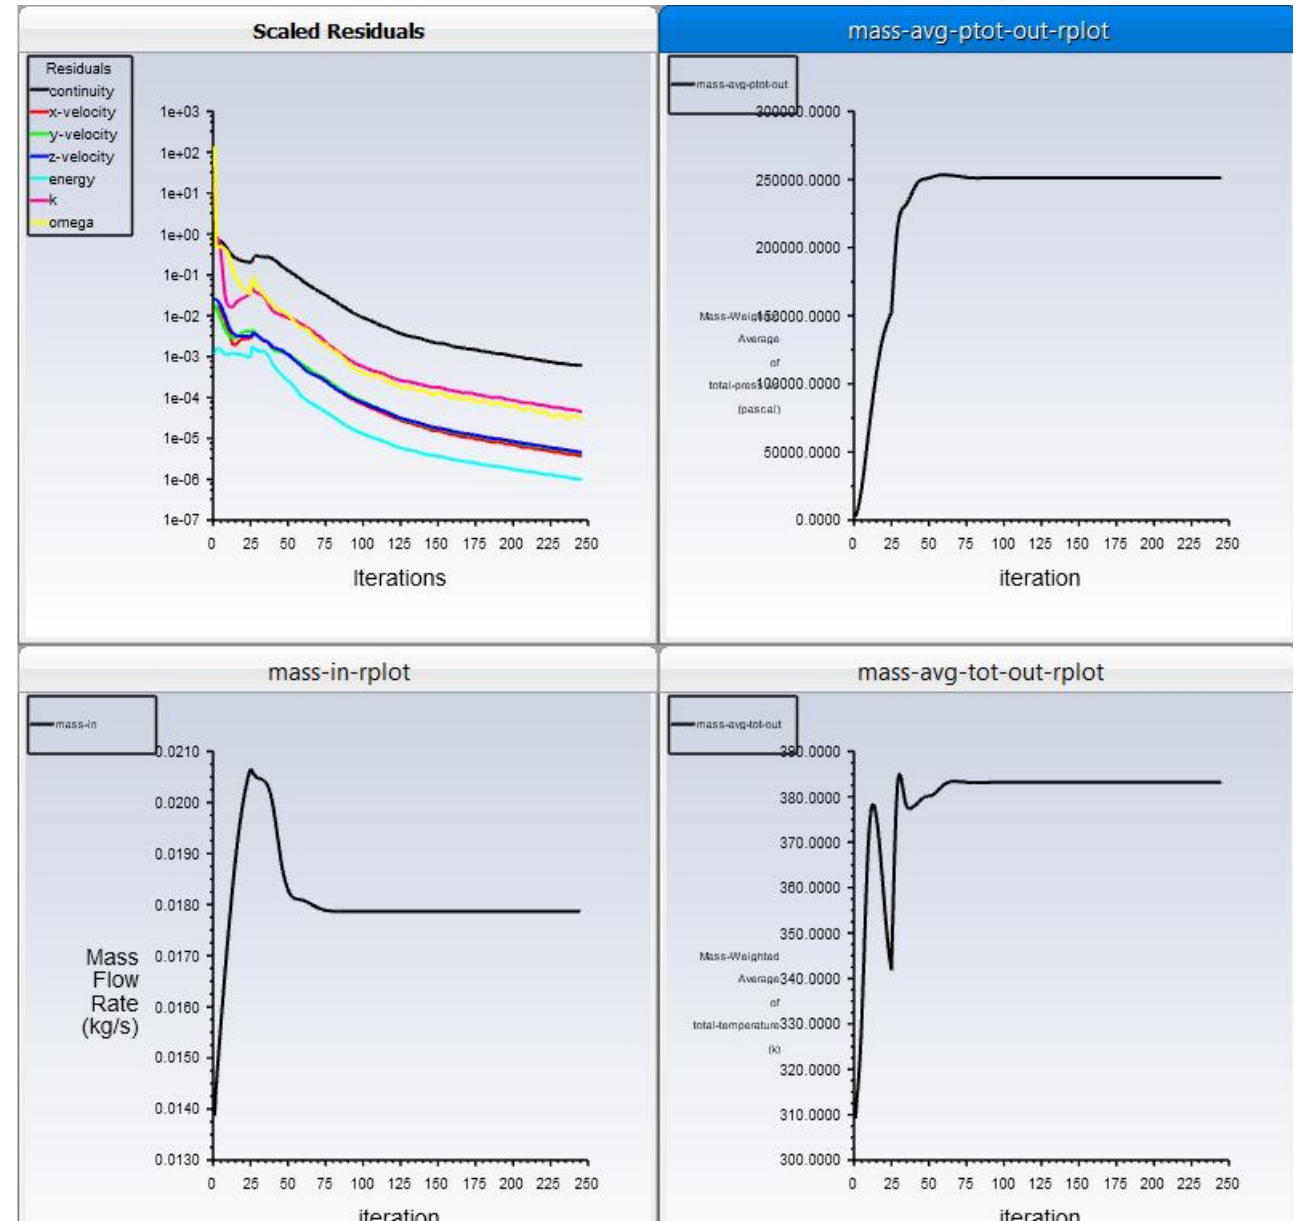 Scaled Residuals
Residuals
continuity
x-velocity
y-velocity
z-velocity
energy
k
omega
1e+03
1e+02
1e+01
1e+00
1e-01
1e-02
1e-03
1e-04
1e-05
1e-06
1e-07
0 25 50 75 100 125 150 175 200 225 250
Iterations
mass-avg-ptot-out-rplot
mass-avg-ptot-out
300000.0000
250000.0000
200000.0000
150000.0000
100000.0000
50000.0000
0.0000
Mass-Weighted
Average
of
total-pressure
(pascal)
0 25 50 75 100 125 150 175 200 225 250
iteration
mass-in-rplot
mass-in
0.0210
0.0200
0.0190
0.0180
0.0170
0.0160
0.0150
0.0140
0.0130
Mass
Flow
Rate
(kg/s)
0 25 50 75 100 125 150 175 200 225 250
iteration
mass-avg-tot-out-rplot
mass-avg-tot-out
390.0000
380.0000
370.0000
360.0000
350.0000
340.0000
330.0000
320.0000
310.0000
300.0000
Mass-Weighted
Average
of
total-temperature
(k)
0 25 50 75 100 125 150 175 200 225 250
iteration